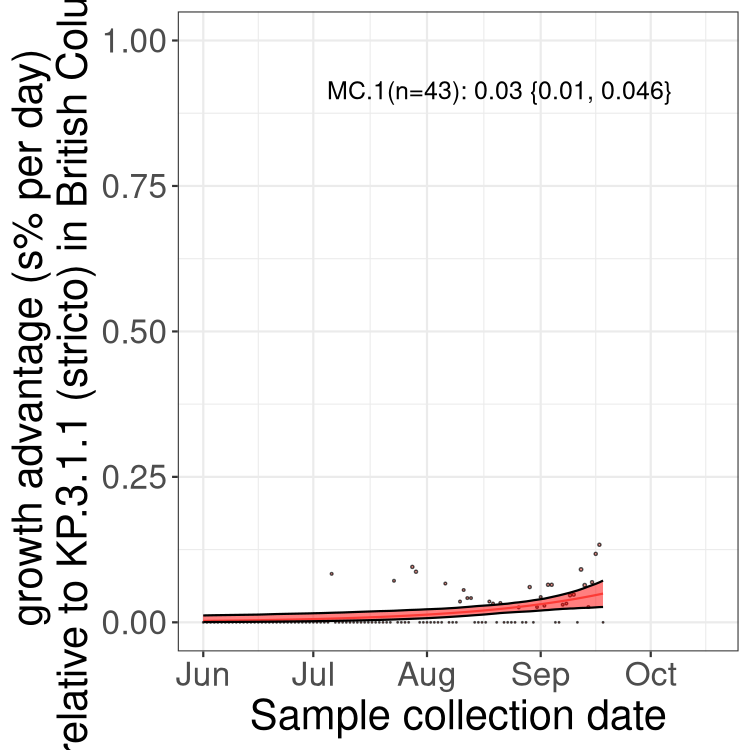 growth advantage (s% per day)
relative to KP.3.1.1 (stricto) in British Colu
1.00
0.75
0.50
0.25
0.00
MC.1(n=43): 0.03 {0.01, 0.046}
Jun Jul Aug Sep Oct
Sample collection date